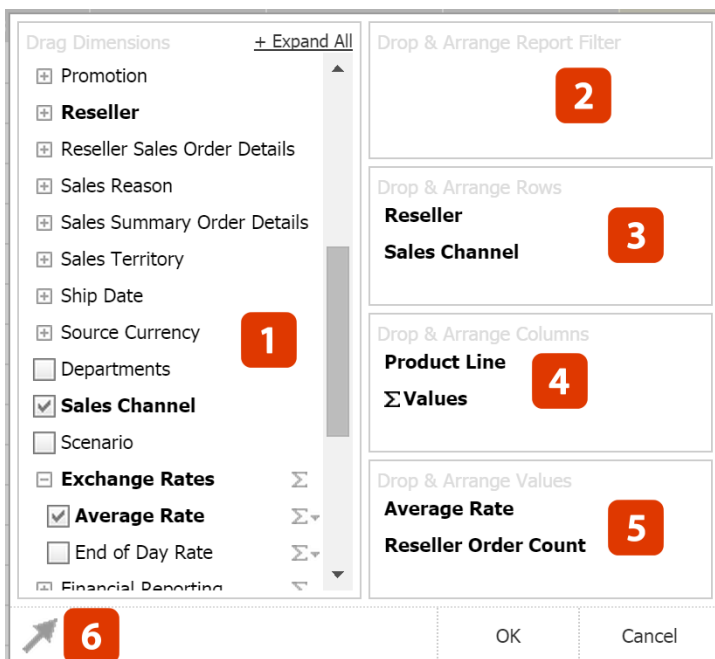 Drag Dimensions + Expand All
Promotion
Reseller
Reseller Sales Order Details
Sales Reason
Sales Summary Order Details
Sales Territory
Ship Date
Source Currency
1
Departments
Sales Channel
Scenario
Exchange Rates Σ
Average Rate Σ
End of Day Rate Σ
Financial Reporting Σ
Drop & Arrange Report Filter
2
Drop & Arrange Rows
Reseller
Sales Channel
3
Drop & Arrange Columns
Product Line
Σ Values
4
Drop & Arrange Values
Average Rate
Reseller Order Count
5
6
OK
Cancel